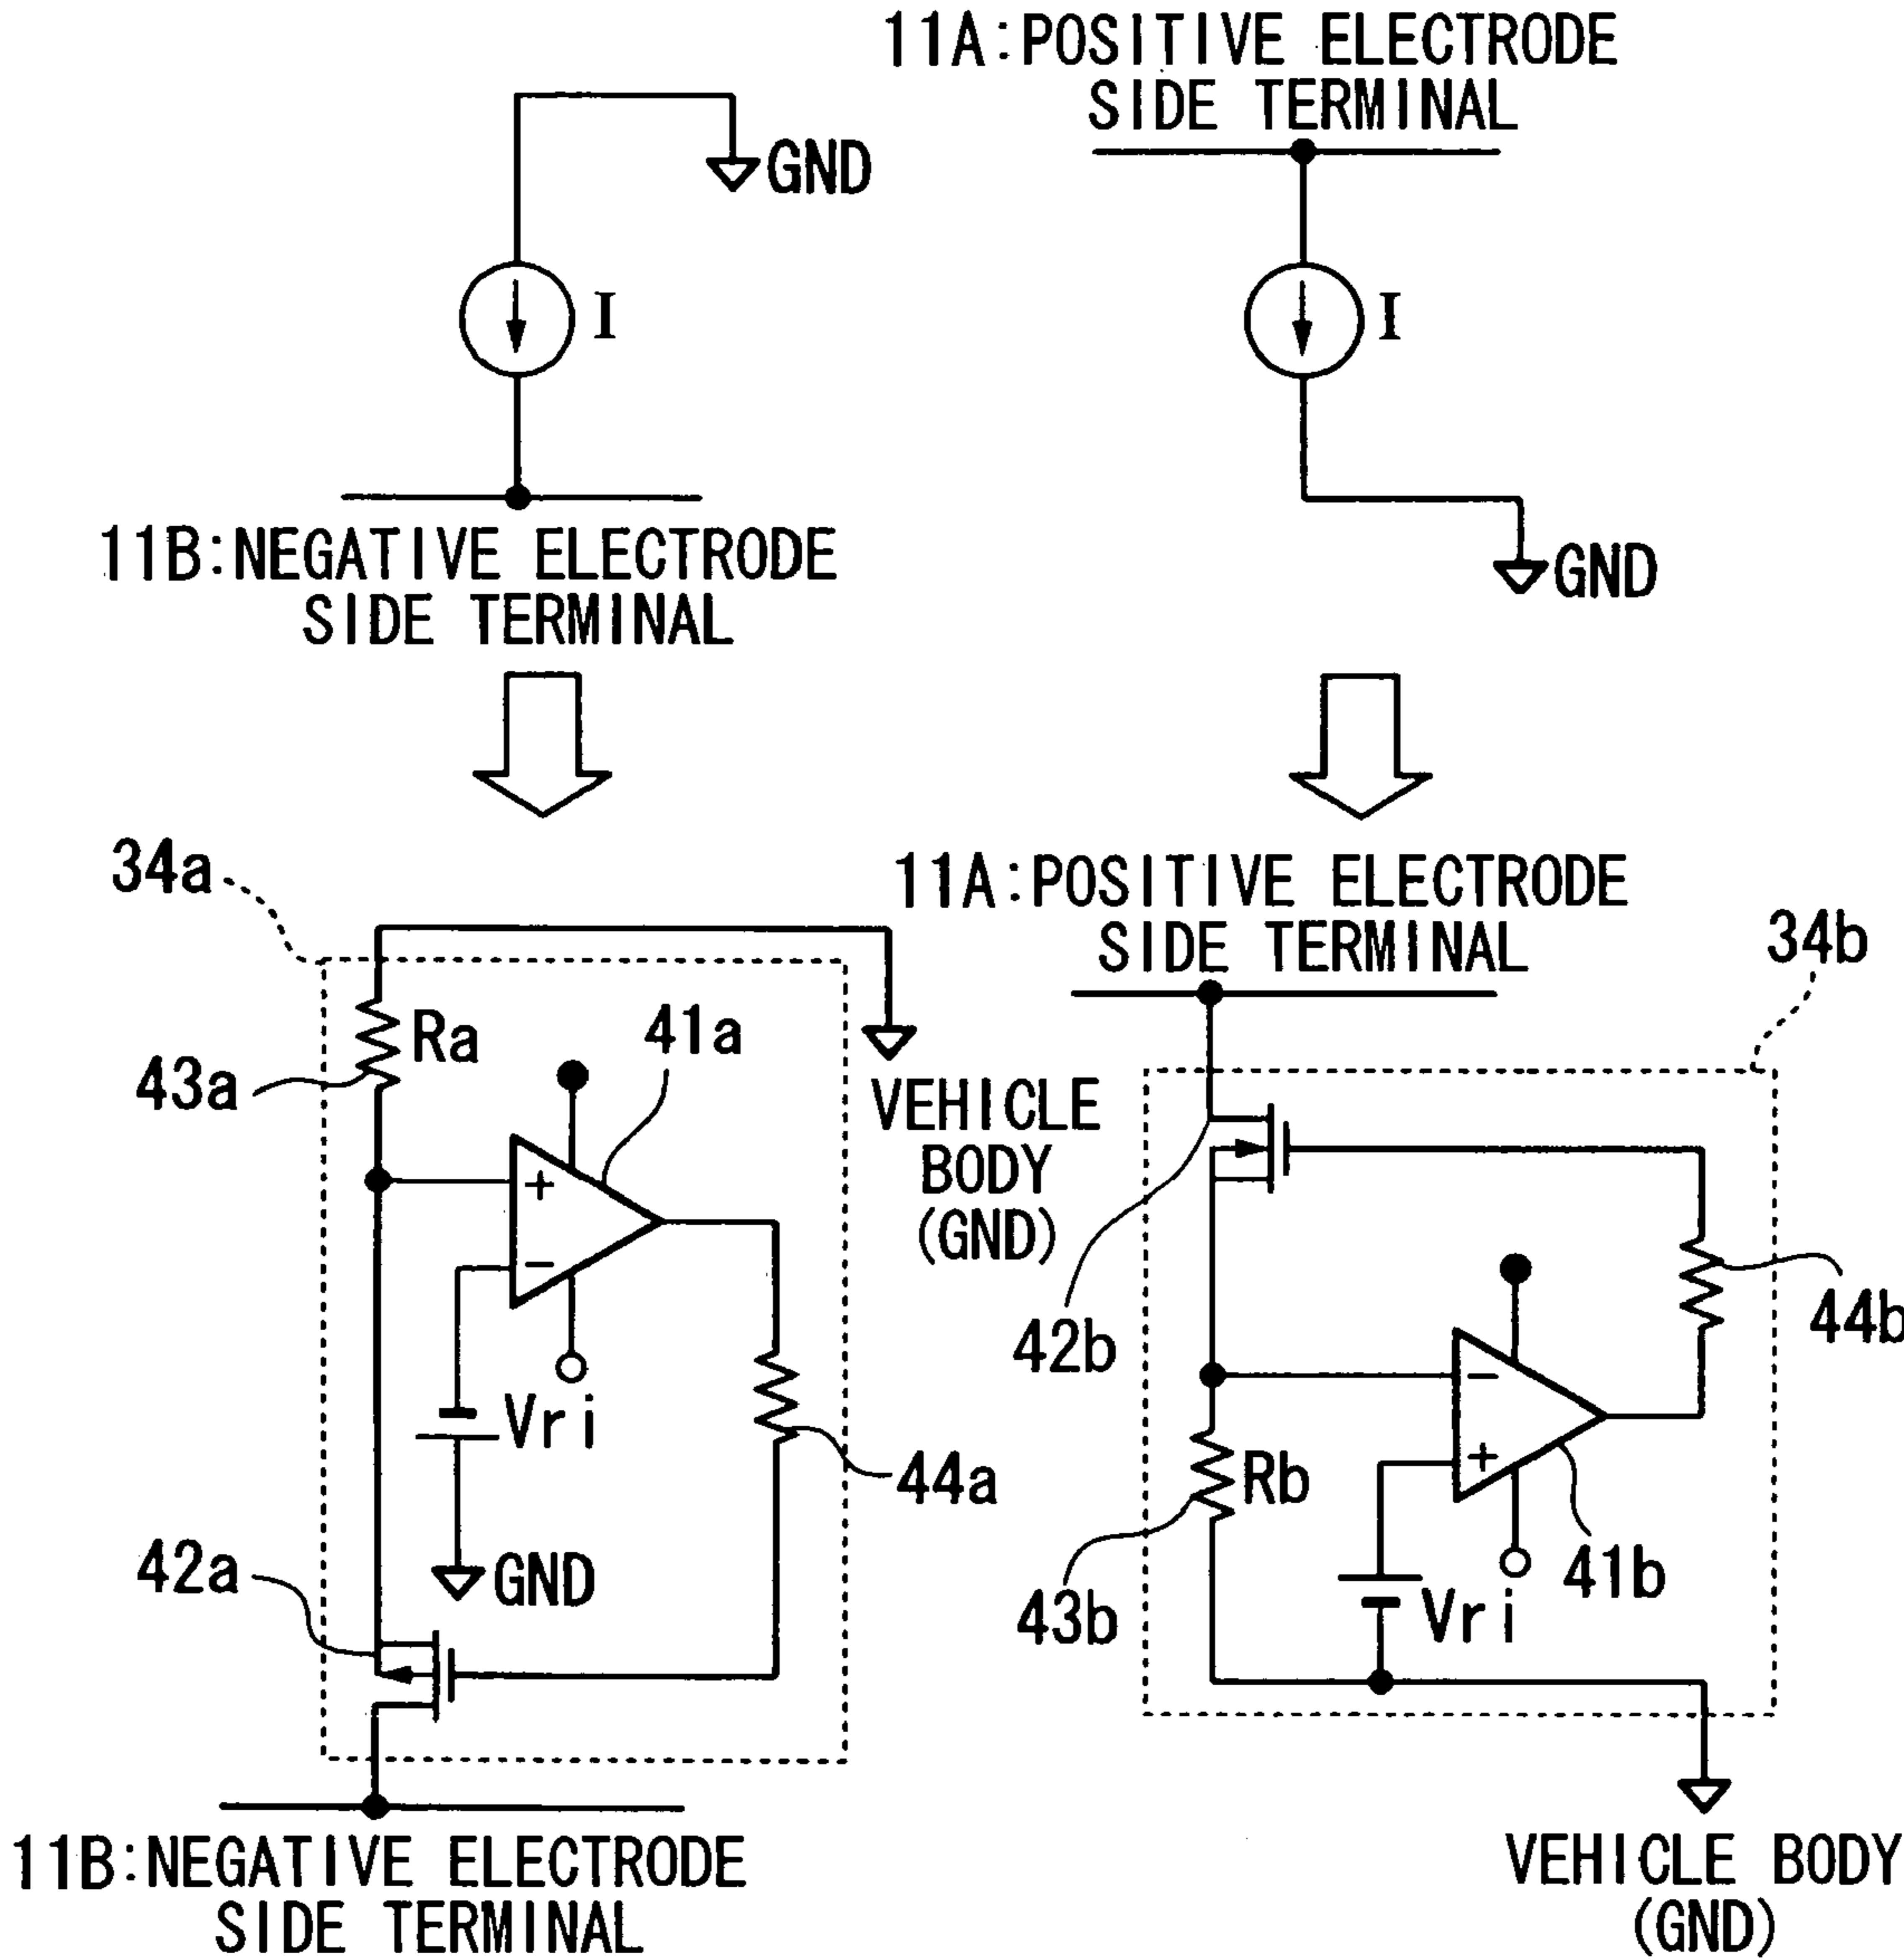 11A:POSITIVE ELECTRODE
SIDE TERMINAL
GND
I
I
11B:NEGATIVE ELECTRODE
SIDE TERMINAL
GND
34a
11A:POSITIVE ELECTRODE
SIDE TERMINAL
34b
Ra
41a
43a
VEHICLE
BODY
(GND)
+
−
42b
44b
Vri
−
44a
Rb
+
42a
GND
43b
Vri
41b
11B:NEGATIVE ELECTRODE
SIDE TERMINAL
VEHICLE BODY
(GND)